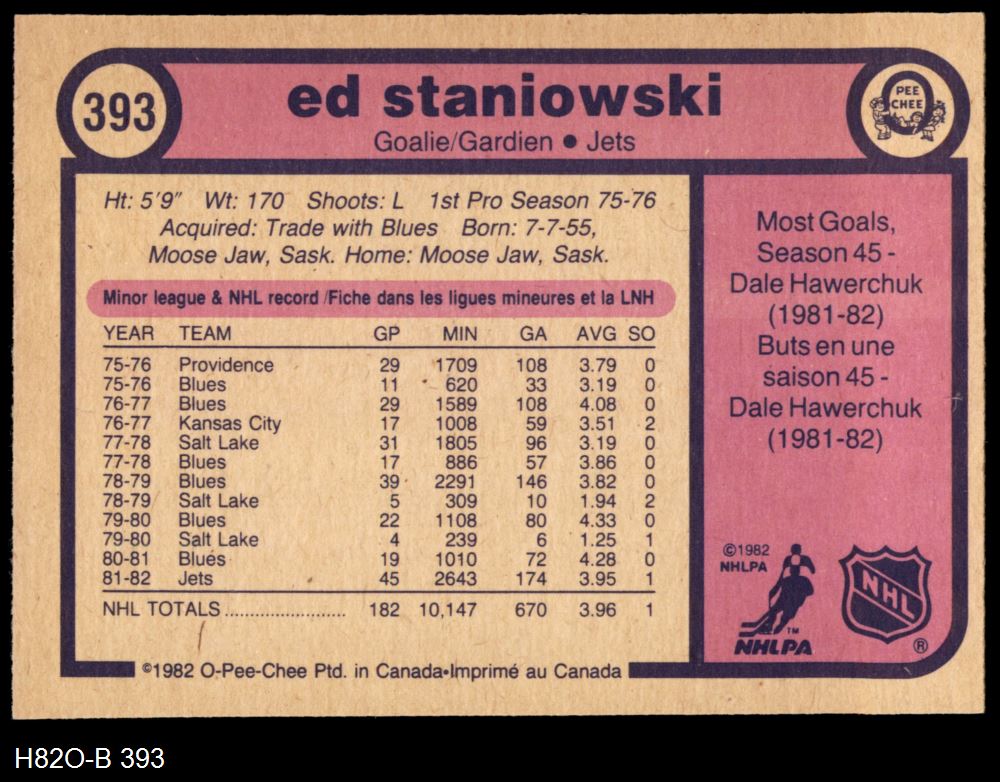 393
ed staniowski
Goalie/Gardien ● Jets
PEE
CHEE
Ht: 5'9" Wt: 170 Shoots: L 1st Pro Season 75-76
Acquired: Trade with Blues Born: 7-7-55,
Moose Jaw, Sask. Home: Moose Jaw, Sask.
Minor league & NHL record /Fiche dans les ligues mineures et la LNH
YEAR TEAM GP MIN GA AVG SO
75-76 Providence 29 1709 108 3.79 0
75-76 Blues 11 620 33 3.19 0
76-77 Blues 29 1589 108 4.08 0
76-77 Kansas City 17 1008 59 3.51 2
77-78 Salt Lake 31 1805 96 3.19 0
77-78 Blues 17 886 57 3.86 0
78-79 Blues 39 2291 146 3.82 0
78-79 Salt Lake 5 309 10 1.94 2
79-80 Blues 22 1108 80 4.33 0
79-80 Salt Lake 4 239 6 1.25 1
80-81 Blues 19 1010 72 4.28 0
81-82 Jets 45 2643 174 3.95 1
NHL TOTALS ........................ 182 10,147 670 3.96 1
Most Goals,
Season 45 -
Dale Hawerchuk
(1981-82)
Buts en une
saison 45 -
Dale Hawerchuk
(1981-82)
©1982
NHLPA
TM
NHLPA
NHL
®
©1982 O-Pee-Chee Ptd. in Canada•Imprimé au Canada
H82O-B 393